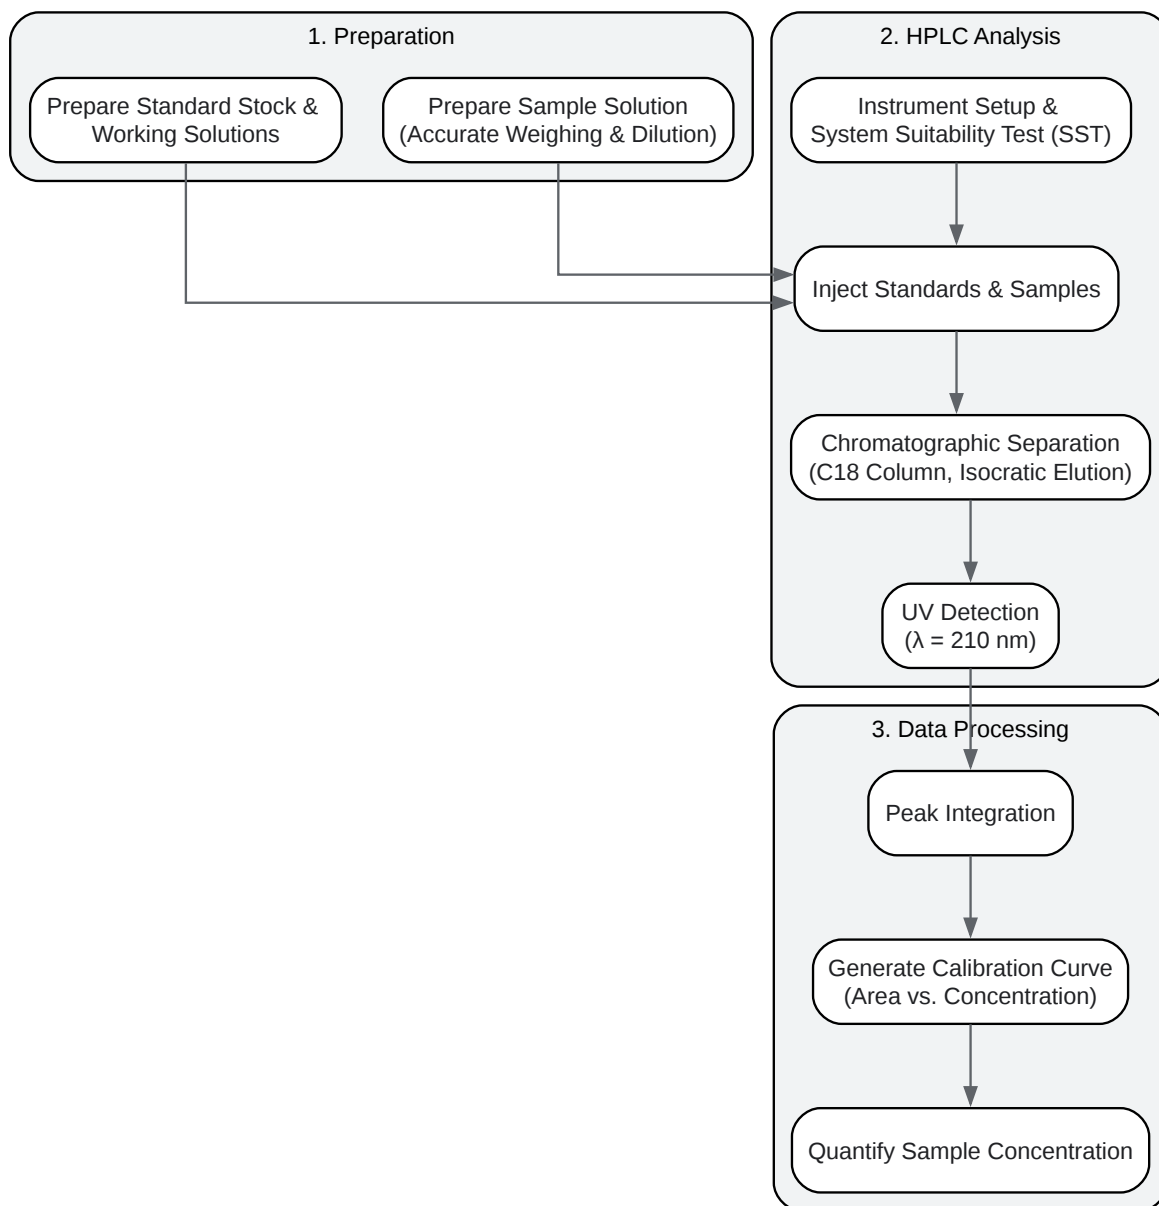 1. Preparation
Prepare Standard Stock &
Working Solutions
Prepare Sample Solution
(Accurate Weighing & Dilution)
2. HPLC Analysis
Instrument Setup &
System Suitability Test (SST)
Inject Standards & Samples
Chromatographic Separation
(C18 Column, Isocratic Elution)
UV Detection
(λ = 210 nm)
3. Data Processing
Peak Integration
Generate Calibration Curve
(Area vs. Concentration)
Quantify Sample Concentration